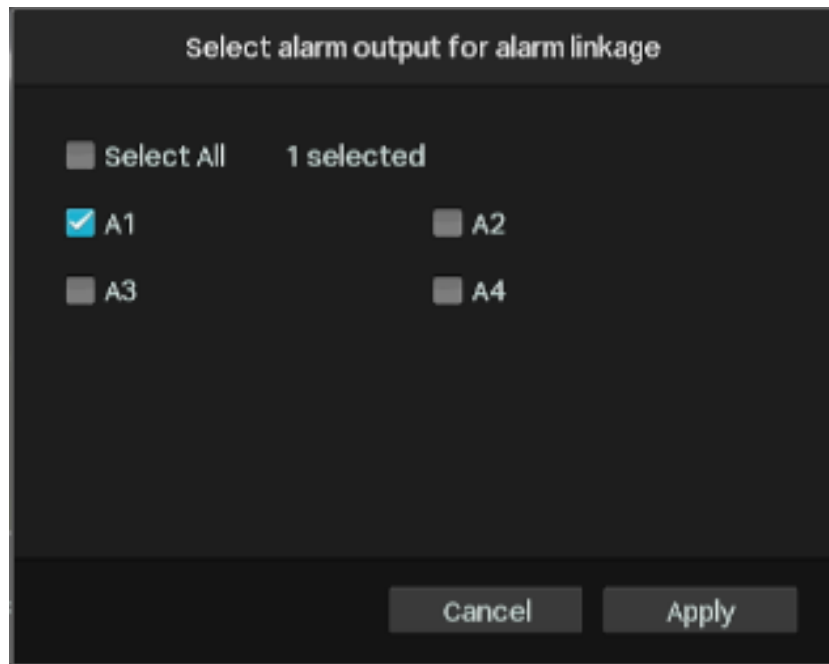 Select alarm output for alarm linkage
Select All 1 selected
A1 A2
A3 A4
Cancel Apply